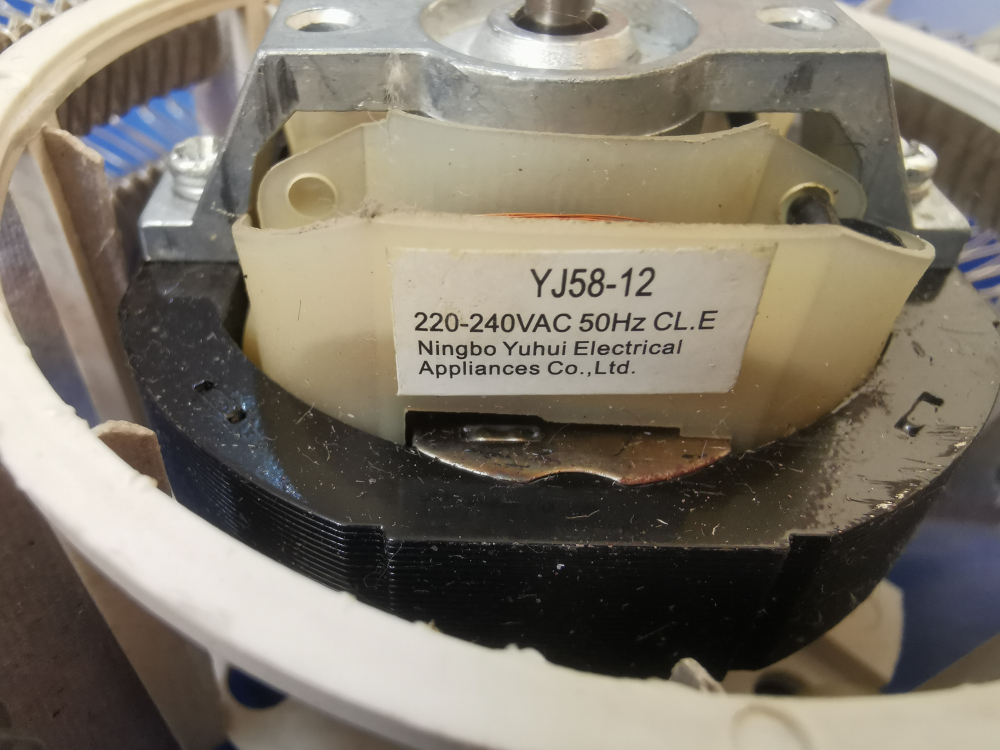 YJ58-12
220-240VAC 50Hz CL.E
Ningbo Yuhui Electrical
Appliances Co.,Ltd.